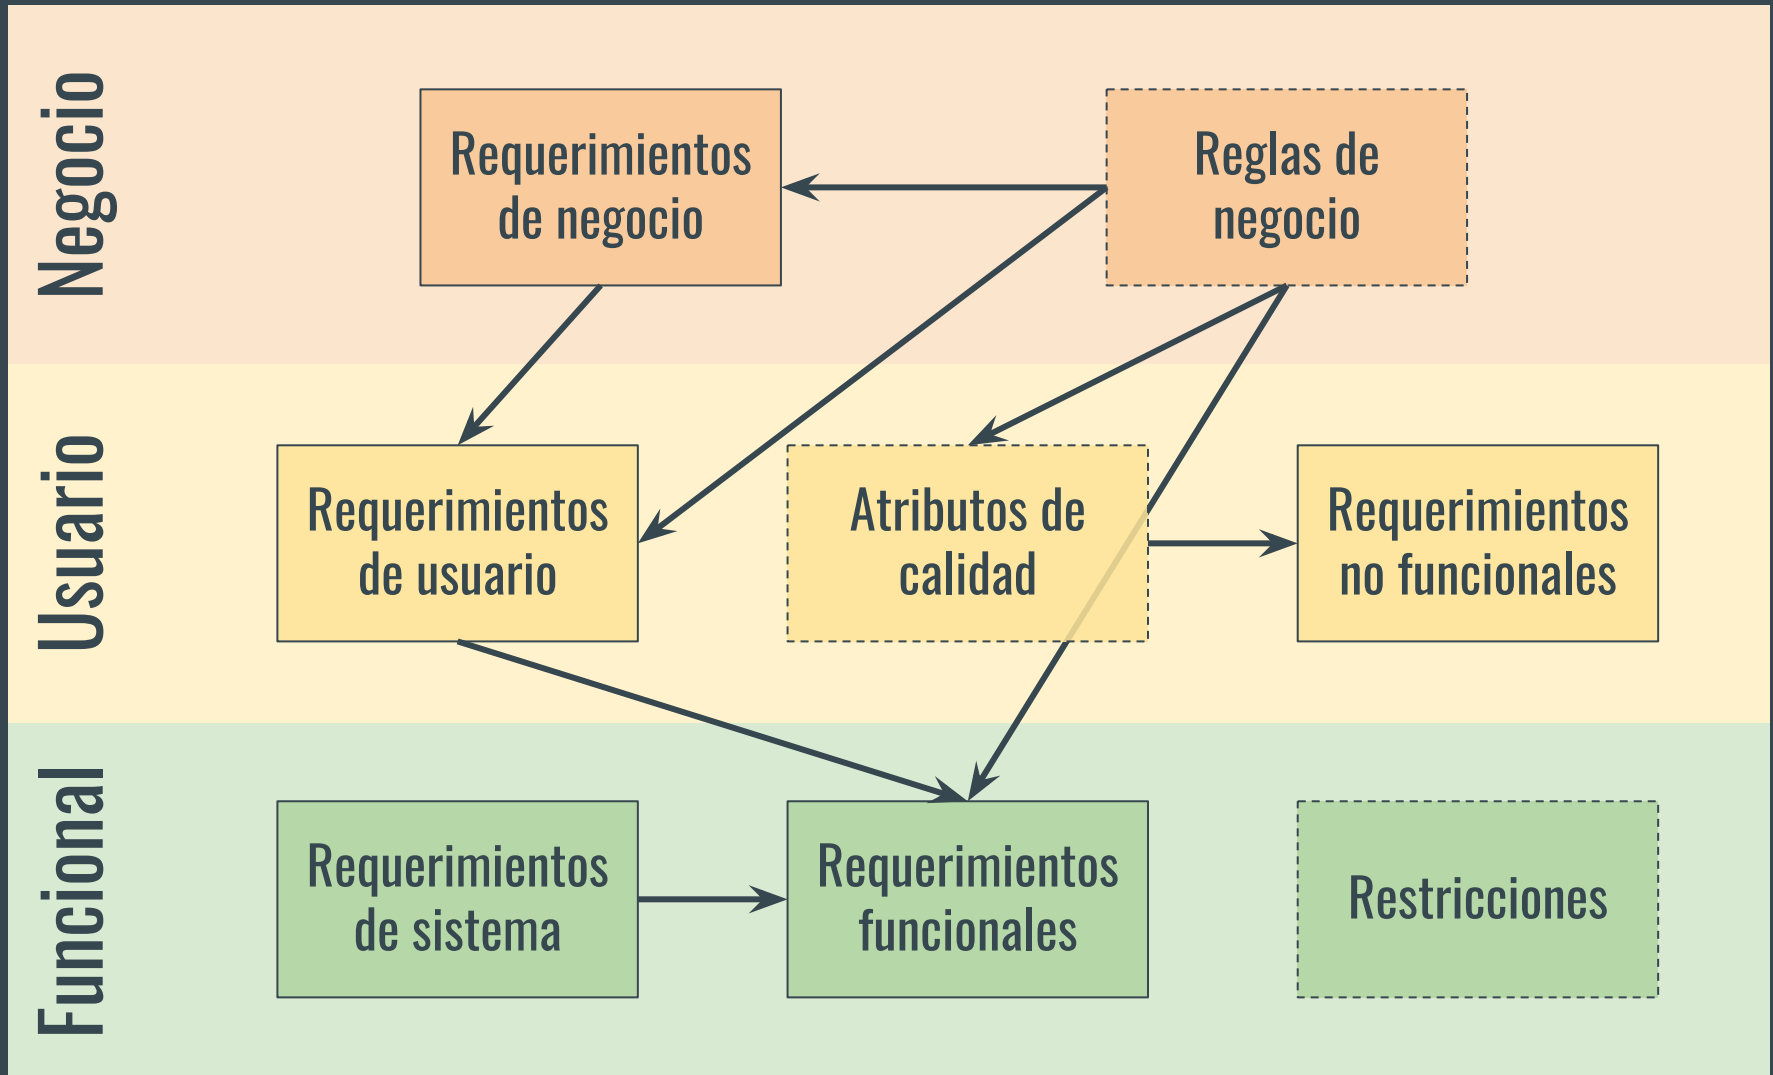 Negocio
Requerimientos
de negocio
Reglas de
negocio
Usuario
Requerimientos
de usuario
Atributos de
calidad
Requerimientos
no funcionales
Funcional
Requerimientos
de sistema
Requerimientos
funcionales
Restricciones